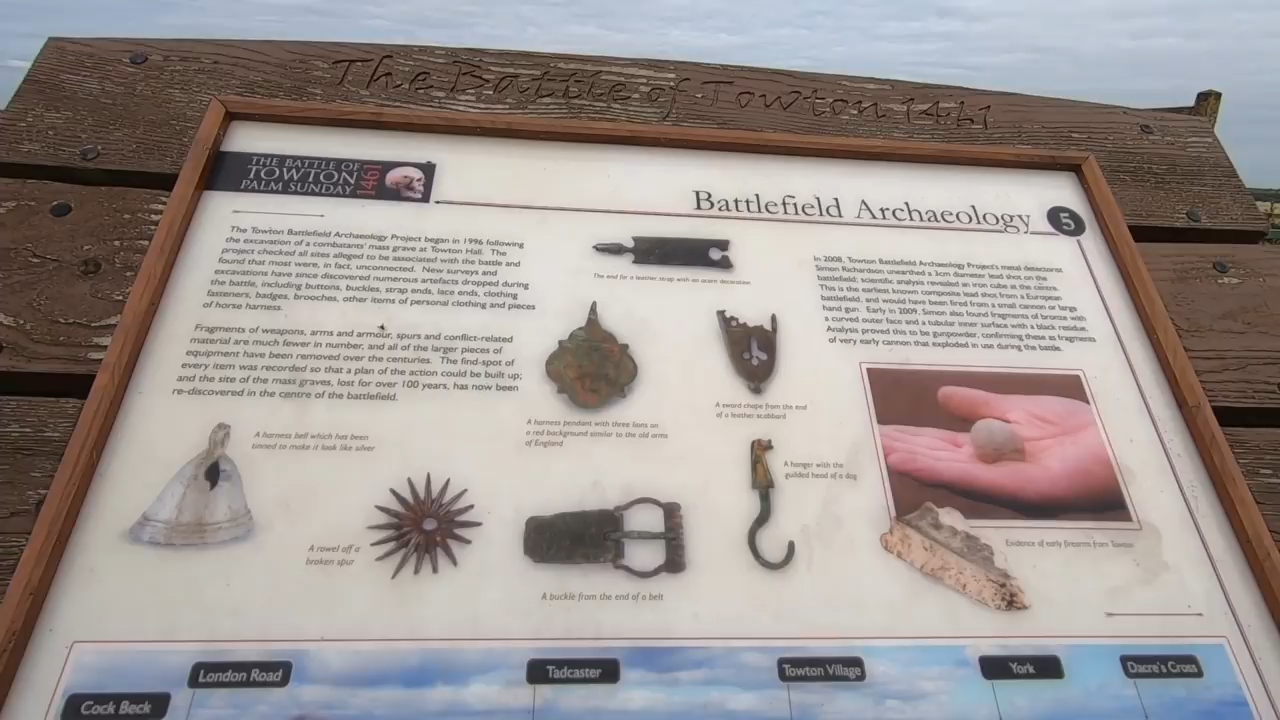 The Battle of Towton 1461
THE BATTLE OF
TOWTON
PALM SUNDAY
1461
Battlefield Archaeology
5
The Towton Battlefield Archaeology Project began in 1996 following
the excavation of a combatants' mass grave at Towton Hall. The
project checked all sites alleged to be associated with the battle and
found that most were, in fact, unconnected. New surveys and
excavations have since discovered numerous artefacts dropped during
the battle, including buttons, buckles, strap ends, lace ends, clothing
fasteners, badges, brooches, other items of personal clothing and pieces
of horse harness.
Fragments of weapons, arms and armour, spurs and conflict-related
material are much fewer in number, and all of the larger pieces of
equipment have been removed over the centuries. The find-spot of
every item was recorded so that a plan of the action could be built up;
and the site of the mass graves, lost for over 100 years, has now been
re-discovered in the centre of the battlefield.
The end for a leather strap with an acorn decoration
In 2008, Towton Battlefield Archaeology Project's metal detectorist
Simon Richardson unearthed a 3cm diameter lead shot on the
battlefield; scientific analysis revealed an iron cube at the centre.
This is the earliest known composite lead shot from a European
battlefield, and would have been fired from a small cannon or large
hand gun. Early in 2009, Simon also found fragments of bronze with
a curved outer face and a tubular inner surface with a black residue.
Analysis proved this to be gunpowder, confirming these as fragments
of very early cannon that exploded in use during the battle.
A harness pendant with three lions on
a red background similar to the old arms
of England
A sword chape from the end
of a leather scabbard
A harness bell which has been
tinned to make it look like silver
A hanger with the
guilded head of a dog
A rowel off a
broken spur
A buckle from the end of a belt
Evidence of early firearms from Towton
London Road
Tadcaster
Towton Village
York
Dacre's Cross
Cock Beck